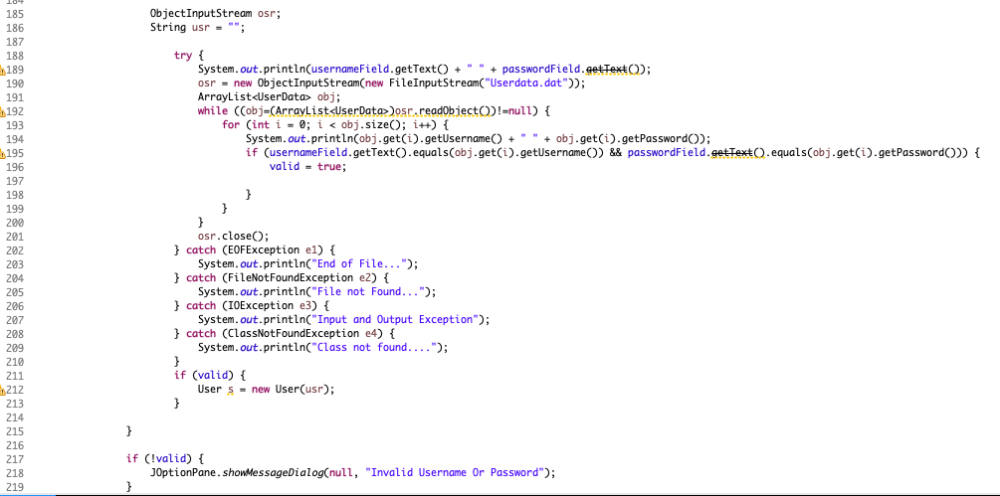 184
185 ObjectInputStream osr;
186 String usr = "";
187
188 try {
189 System.out.println(usernameField.getText() + " " + passwordField.getText());
190 osr = new ObjectInputStream(new FileInputStream("Userdata.dat"));
191 ArrayList<UserData> obj;
192 while ((obj=(ArrayList<UserData>)osr.readObject())!=null) {
193 for (int i = 0; i < obj.size(); i++) {
194 System.out.println(obj.get(i).getUsername() + " " + obj.get(i).getPassword());
195 if (usernameField.getText().equals(obj.get(i).getUsername()) && passwordField.getText().equals(obj.get(i).getPassword())) {
196 valid = true;
197
198 }
199 }
200 }
201 osr.close();
202 } catch (EOFException e1) {
203 System.out.println("End of File...");
204 } catch (FileNotFoundException e2) {
205 System.out.println("File not Found...");
206 } catch (IOException e3) {
207 System.out.println("Input and Output Exception");
208 } catch (ClassNotFoundException e4) {
209 System.out.println("Class not found....");
210 }
211 if (valid) {
212 User s = new User(usr);
213 }
214
215 }
216
217 if (!valid) {
218 JOptionPane.showMessageDialog(null, "Invalid Username Or Password");
219 }